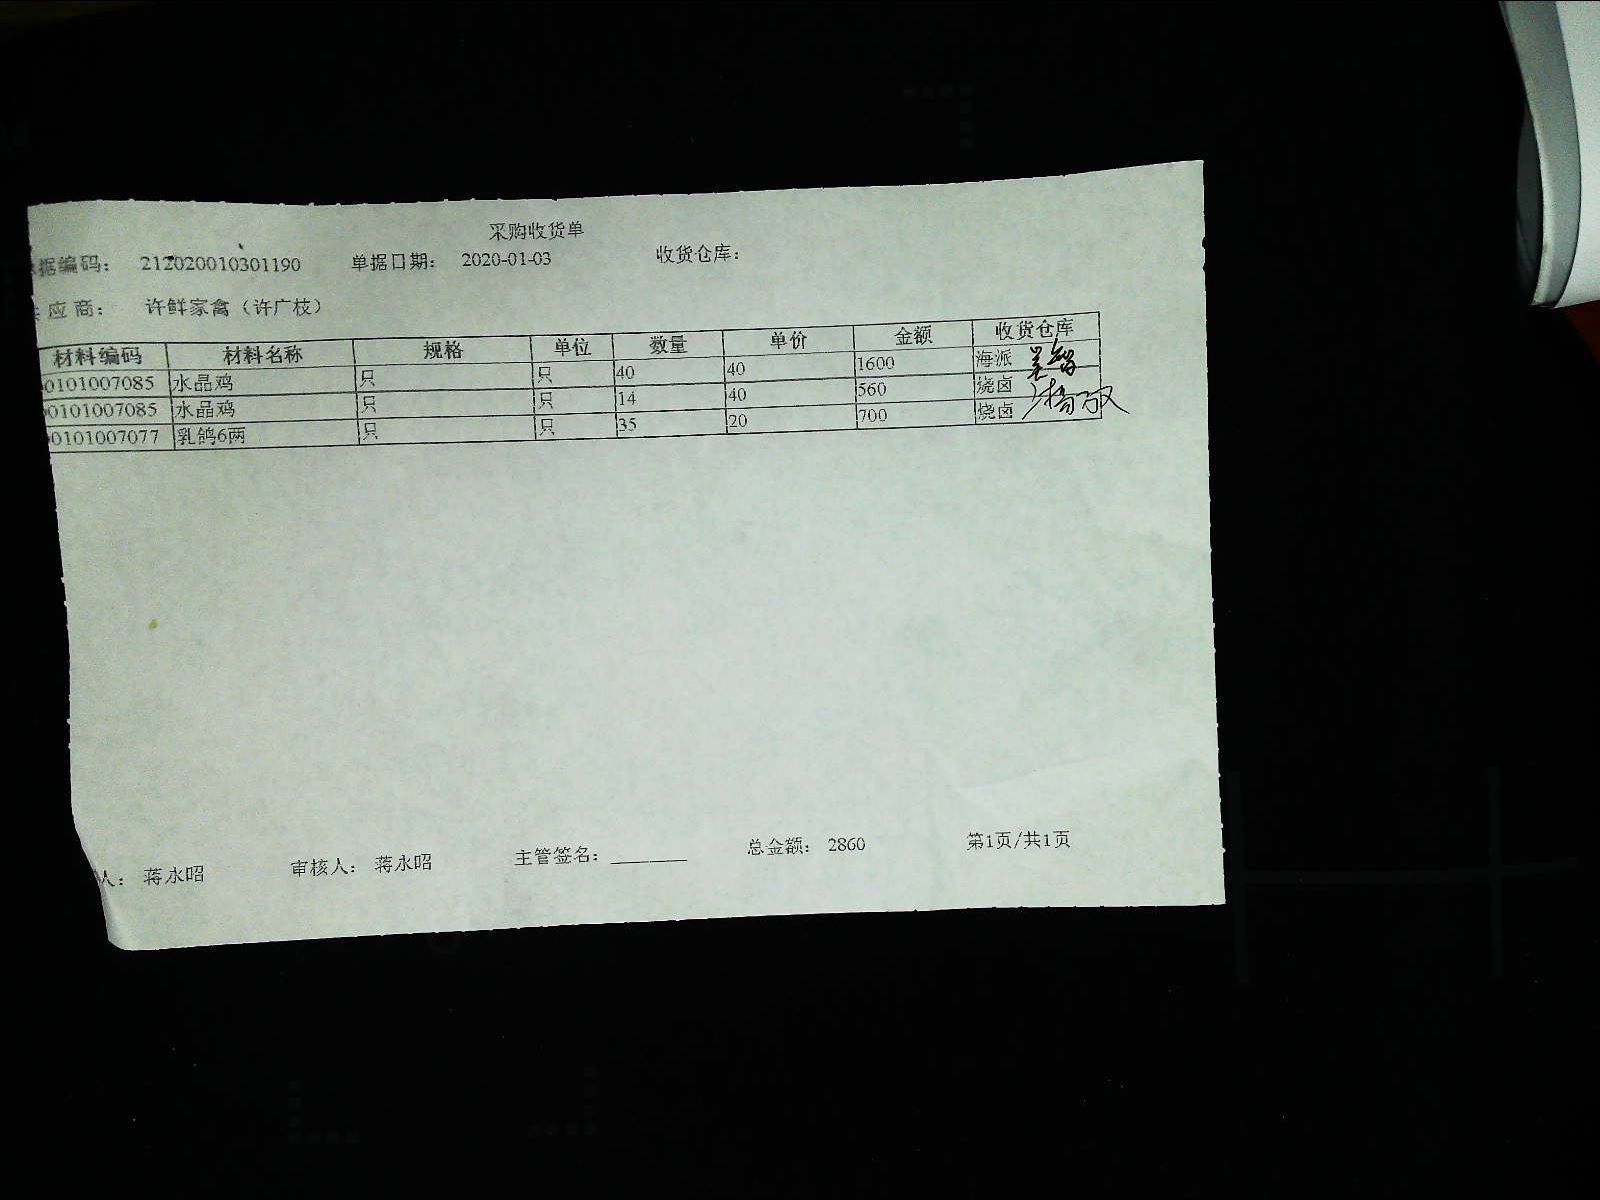 采购收货单
据编码： 212020010301190 单据日期： 2020-01-03 收货仓库：
应商： 许鲜家禽（许广枝）
材料编码 材料名称 规格 单位 数量 单价 金额 收货仓库
0101007085 水晶鸡 只 只 40 40 1600 海派
0101007085 水晶鸡 只 只 14 40 560 烧卤
0101007077 乳鸽6两 只 只 35 20 700 烧卤
人： 蒋永昭 审核人： 蒋永昭 主管签名：________ 总金额： 2860 第1页/共1页